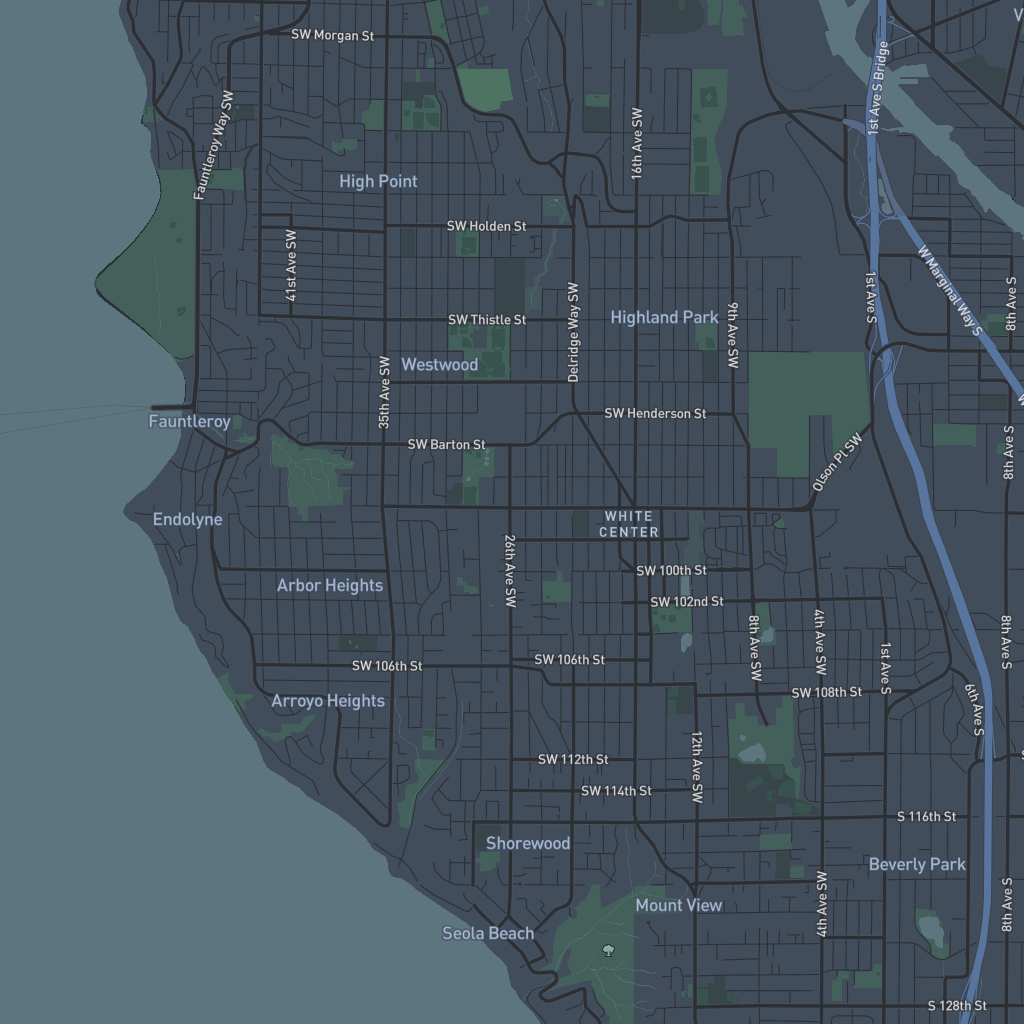 SW Morgan St
1st Ave S Bridge
Fauntleroy Way SW
16th Ave SW
High Point
SW Holden St
41st Ave SW
W Marginal Way S
1st Ave S
8th Ave S
Delridge Way SW
Highland Park
9th Ave SW
SW Thistle St
Westwood
35th Ave SW
SW Henderson St
Fauntleroy
SW Barton St
Olson Pl SW
8th Ave S
Endolyne
WHITE
CENTER
26th Ave SW
SW 100th St
Arbor Heights
SW 102nd St
8th Ave SW
4th Ave SW
1st Ave S
8th Ave S
SW 106th St
SW 106th St
SW 108th St
6th Ave S
Arroyo Heights
12th Ave SW
SW 112th St
SW 114th St
S 116th St
Shorewood
Beverly Park
4th Ave SW
8th Ave S
Mount View
Seola Beach
S 128th St